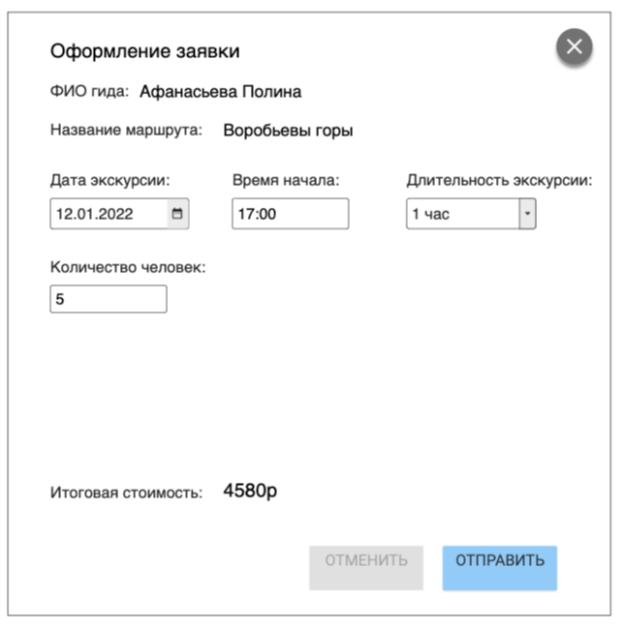 Оформление заявки
ФИО гида: Афанасьева Полина
Название маршрута: Воробьевы горы
Дата экскурсии: Время начала: Длительность экскурсии:
12.01.2022 17:00 1 час
Количество человек:
5
Итоговая стоимость: 4580р
ОТМЕНИТЬ ОТПРАВИТЬ